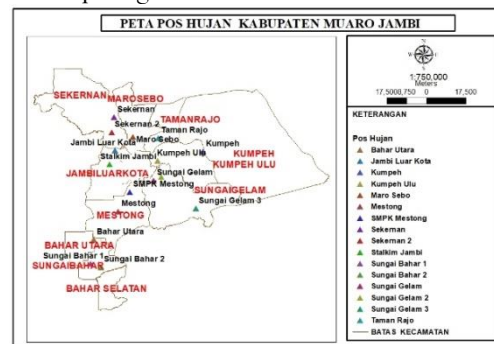 PETA POS HUJAN KABUPATEN MUARO JAMBI
SEKERNAN
MAROSEBO
Sekernan
TAMANRAJO
Sekernan 2
Taman Rajo
Jambi Luar Kota
Maro Sebo
Kumpeh
KUMPEH
Stalkim Jambi
Kumpeh Ulu
KUMPEH ULU
JAMBILUARKOTA
Sungai Gelam
SMPK Mestong
SUNGAIGELAM
Mestong
Sungai Gelam 3
MESTONG
Bahar Utara
BAHAR UTARA
Sungai Bahar 1
Sungai Bahar 2
SUNGAIBAHAR
BAHAR SELATAN
1:750,000
Meters
17,5008,750 0 17,500
KETERANGAN
Pos Hujan
Bahar Utara
Jambi Luar Kota
Kumpeh
Kumpeh Ulu
Maro Sebo
Mestong
SMPK Mestong
Sekernan
Sekernan 2
Stalkim Jambi
Sungai Bahar 1
Sungai Bahar 2
Sungai Gelam
Sungai Gelam 2
Sungai Gelam 3
Taman Rajo
BATAS KECAMATAN